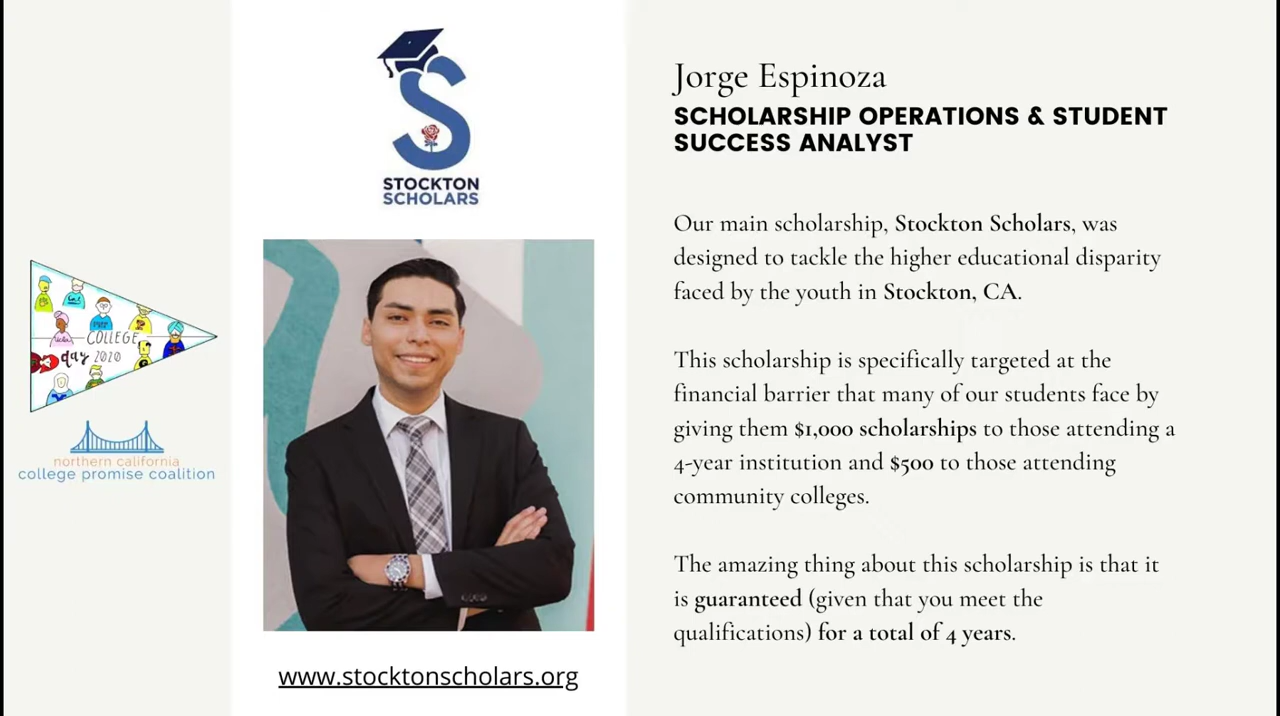 STOCKTON
SCHOLARS
COLLEGE
day 2020
northern california
college promise coalition
www.stocktonscholars.org
Jorge Espinoza
SCHOLARSHIP OPERATIONS & STUDENT
SUCCESS ANALYST
Our main scholarship, Stockton Scholars, was
designed to tackle the higher educational disparity
faced by the youth in Stockton, CA.
This scholarship is specifically targeted at the
financial barrier that many of our students face by
giving them $1,000 scholarships to those attending a
4-year institution and $500 to those attending
community colleges.
The amazing thing about this scholarship is that it
is guaranteed (given that you meet the
qualifications) for a total of 4 years.